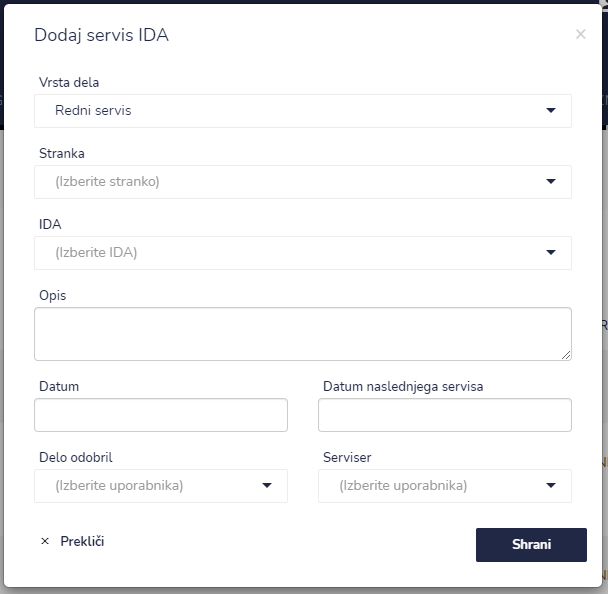 Dodaj servis IDA
×
Vrsta dela
Redni servis
Stranka
(Izberite stranko)
IDA
(Izberite IDA)
Opis
Datum
Datum naslednjega servisa
Delo odobril
Serviser
(Izberite uporabnika)
(Izberite uporabnika)
× Prekliči
Shrani